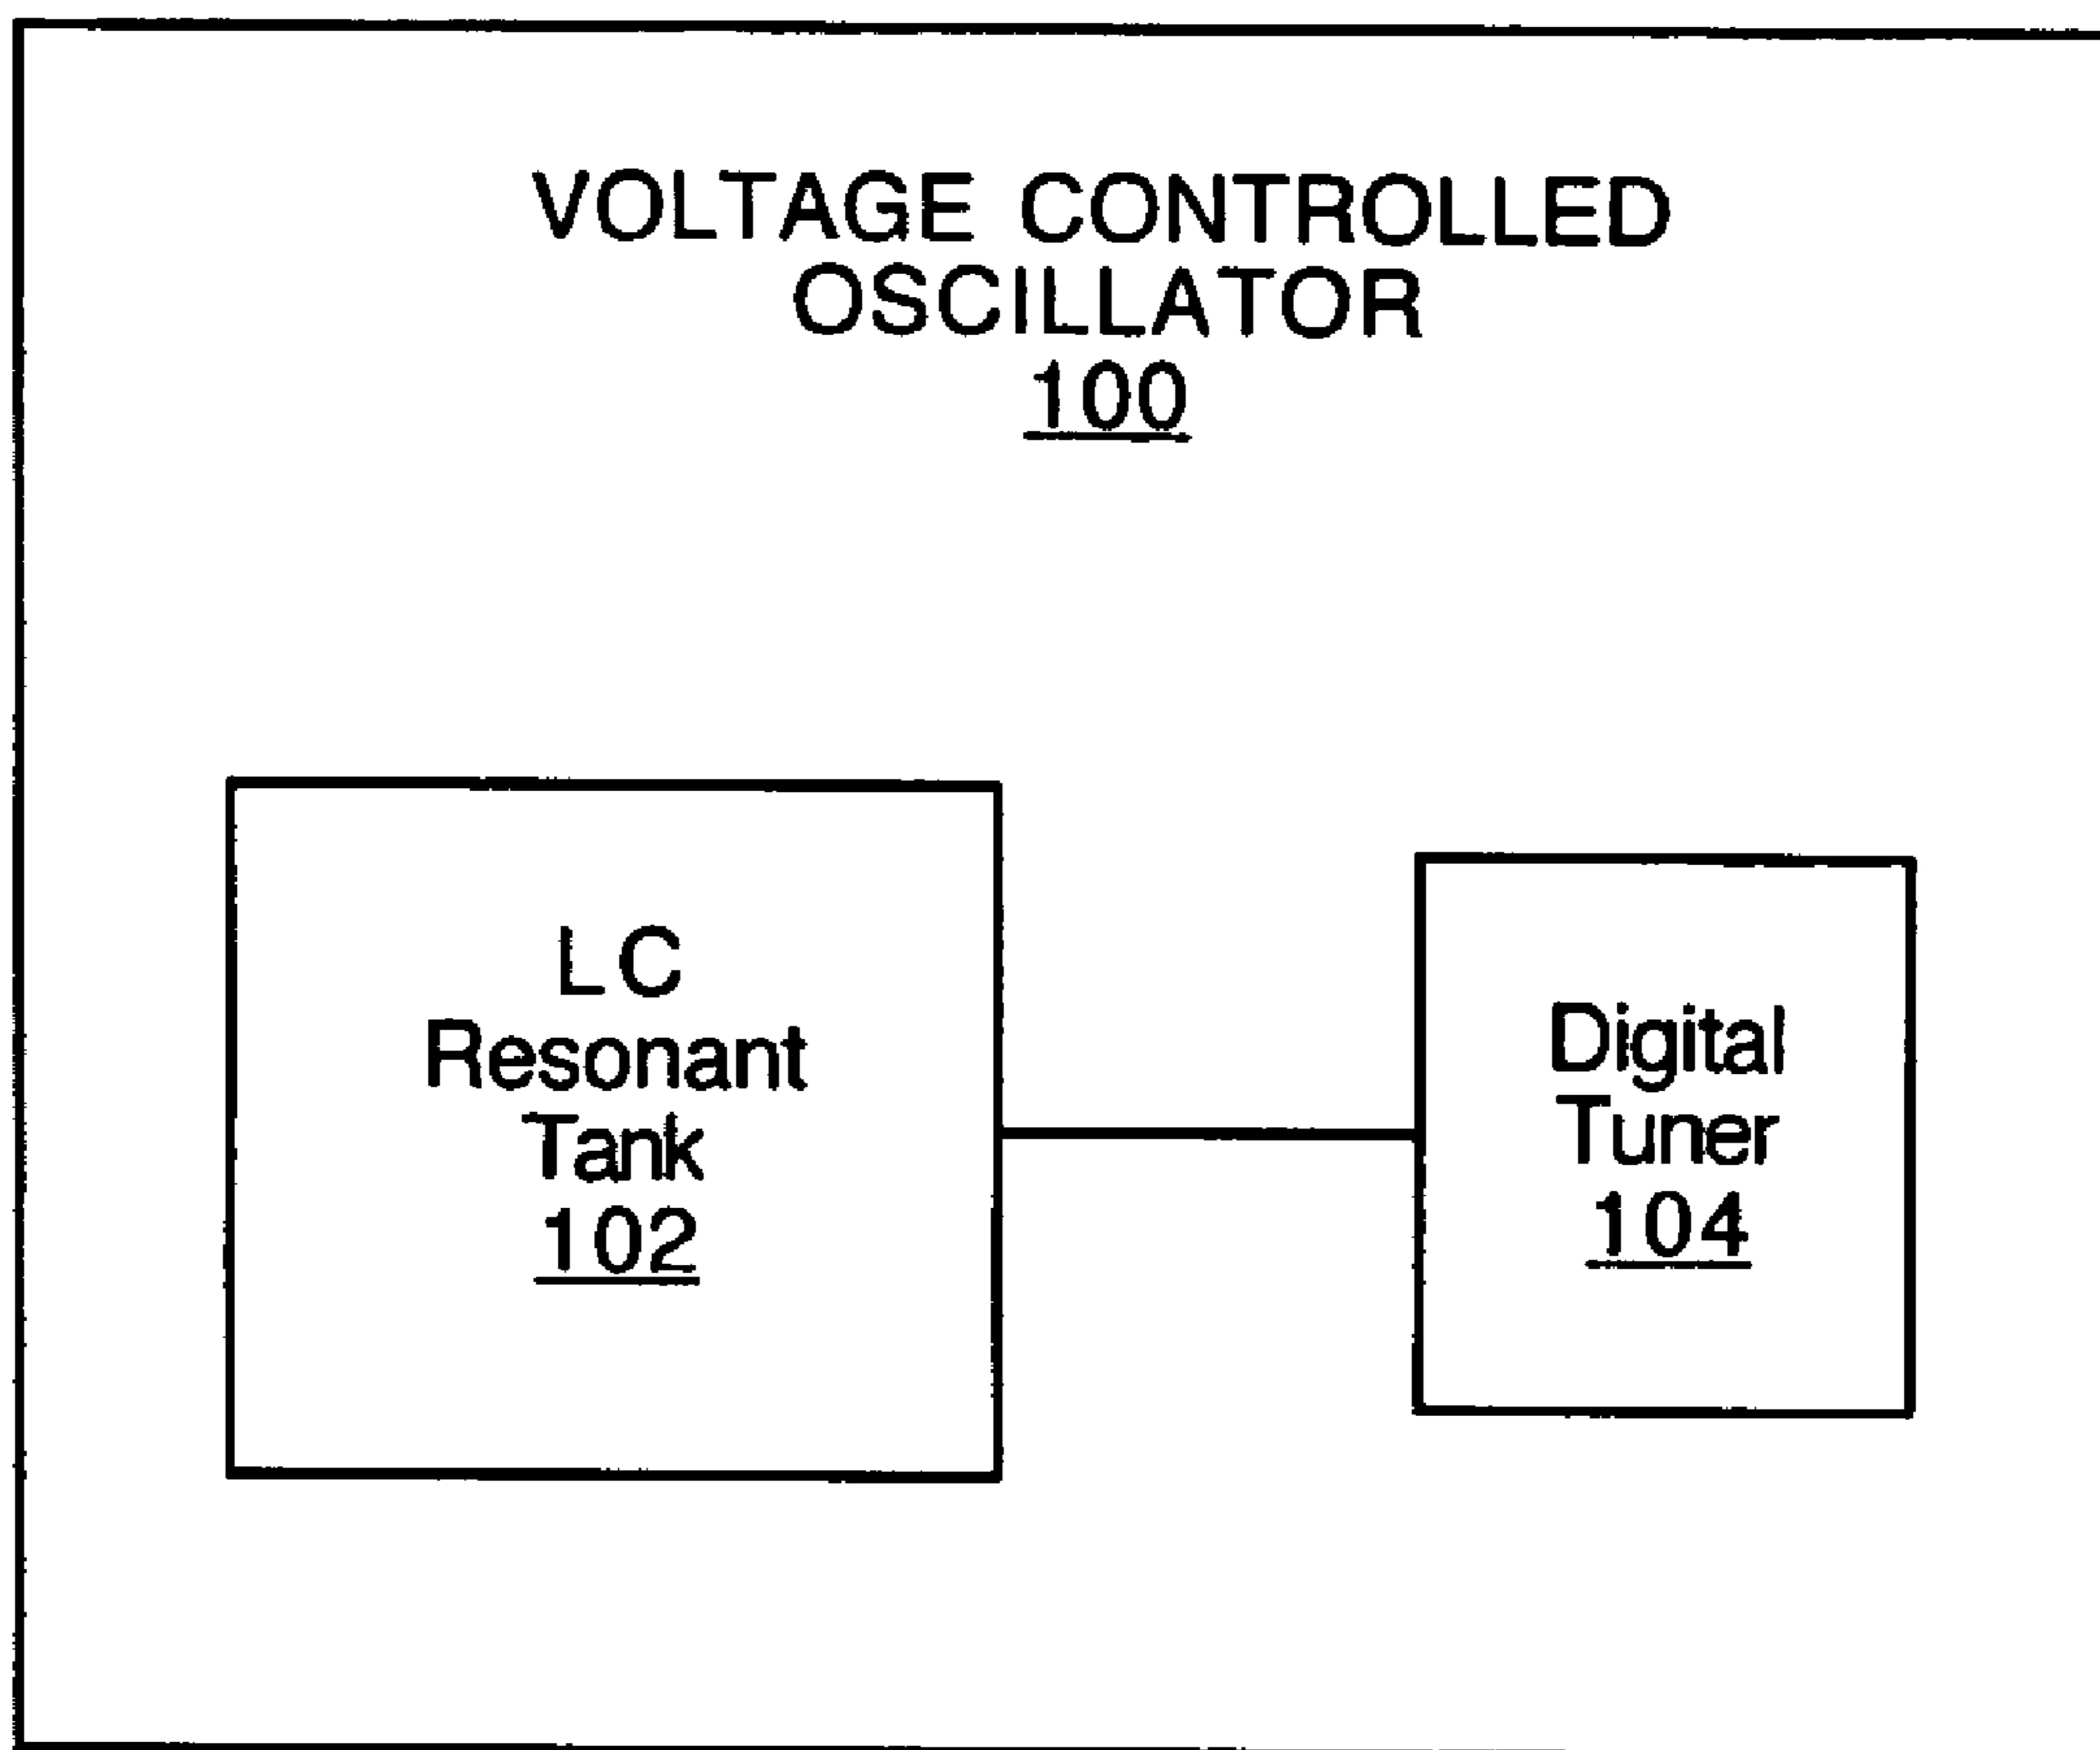 VOLTAGE CONTROLLED
OSCILLATOR
100
LC
Resonant
Tank
102
Digital
Tuner
104